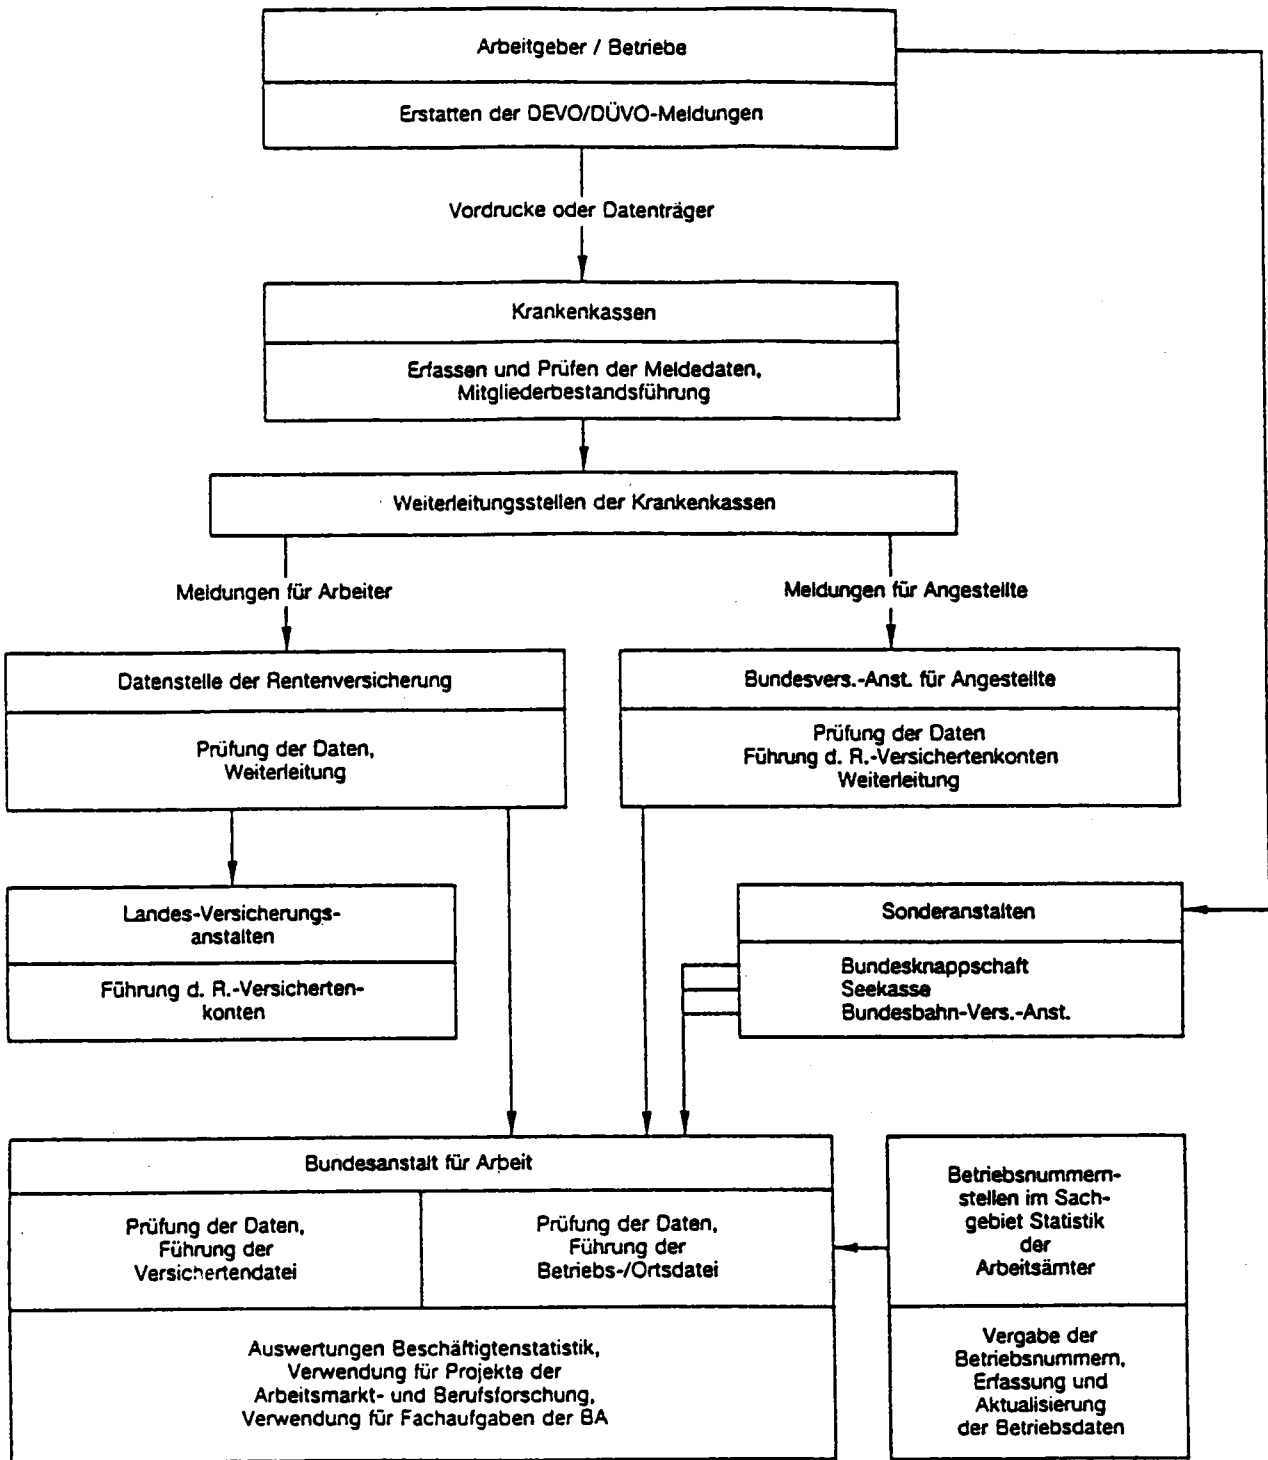 Arbeitgeber / Betriebe
Erstatten der DEVO/DÜVO-Meldungen
Vordrucke oder Datenträger
Krankenkassen
Erfassen und Prüfen der Meldedaten,
Mitgliederbestandsführung
Weiterleitungsstellen der Krankenkassen
Meldungen für Arbeiter
Meldungen für Angestellte
Datenstelle der Rentenversicherung
Prüfung der Daten,
Weiterleitung
Bundesvers.-Anst. für Angestellte
Prüfung der Daten
Führung d. R.-Versichertenkonten
Weiterleitung
Landes-Versicherungs-
anstalten
Führung d. R.-Versicherten-
konten
Sonderanstalten
Bundesknappschaft
Seekasse
Bundesbahn-Vers.-Anst.
Bundesanstalt für Arbeit
Prüfung der Daten,
Führung der
Versichertendatei
Prüfung der Daten,
Führung der
Betriebs-/Ortsdatei
Auswertungen Beschäftigtenstatistik,
Verwendung für Projekte der
Arbeitsmarkt- und Berufsforschung,
Verwendung für Fachaufgaben der BA
Betriebsnummern-
stellen im Sach-
gebiet Statistik
der
Arbeitsämter
Vergabe der
Betriebsnummern,
Erfassung und
Aktualisierung
der Betriebsdaten